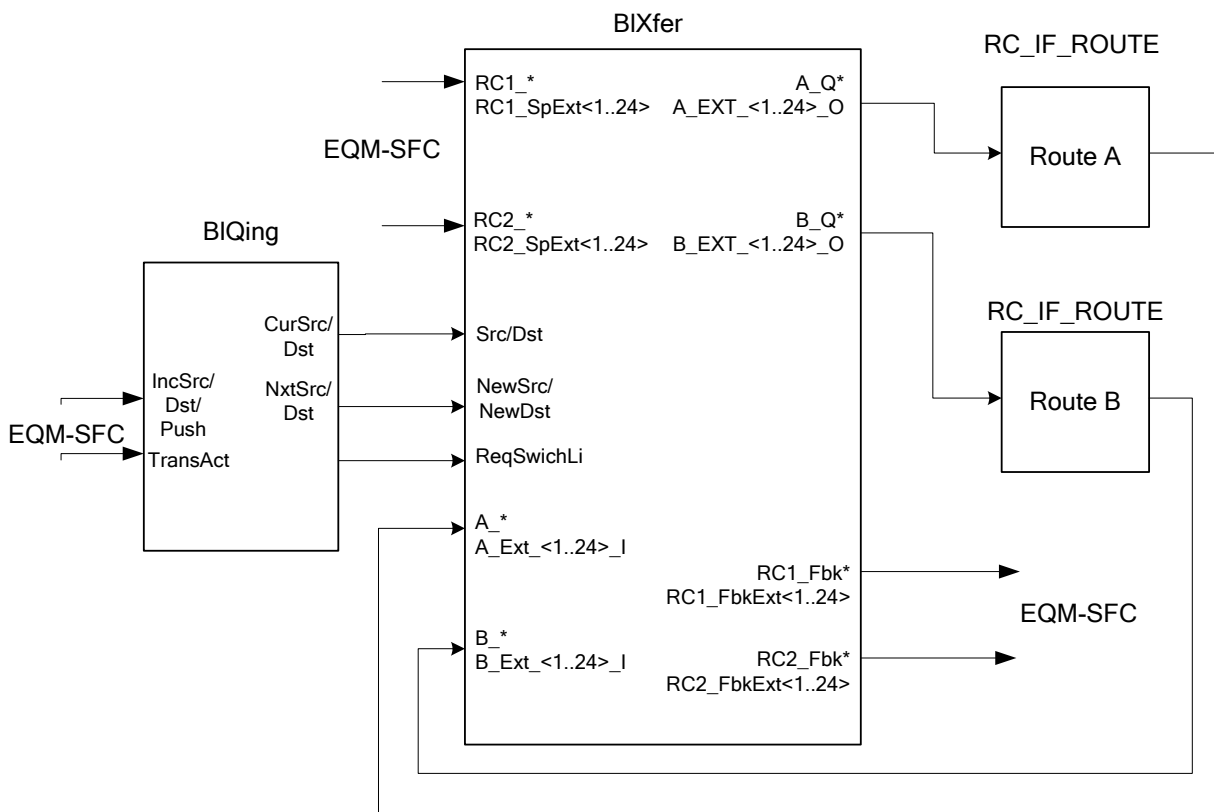 BlXfer
RC_IF_ROUTE
RC1_*
RC1_SpExt<1..24>
A_Q*
A_EXT_<1..24>_O
EQM-SFC
Route A
RC2_*
RC2_SpExt<1..24>
B_Q*
B_EXT_<1..24>_O
BlQing
RC_IF_ROUTE
CurSrc/
Dst
Src/Dst
IncSrc/
Dst/
Push
NxtSrc/
Dst
NewSrc/
NewDst
Route B
EQM-SFC
TransAct
ReqSwichLi
A_*
A_Ext_<1..24>_I
RC1_Fbk*
RC1_FbkExt<1..24>
EQM-SFC
B_*
B_Ext_<1..24>_I
RC2_Fbk*
RC2_FbkExt<1..24>